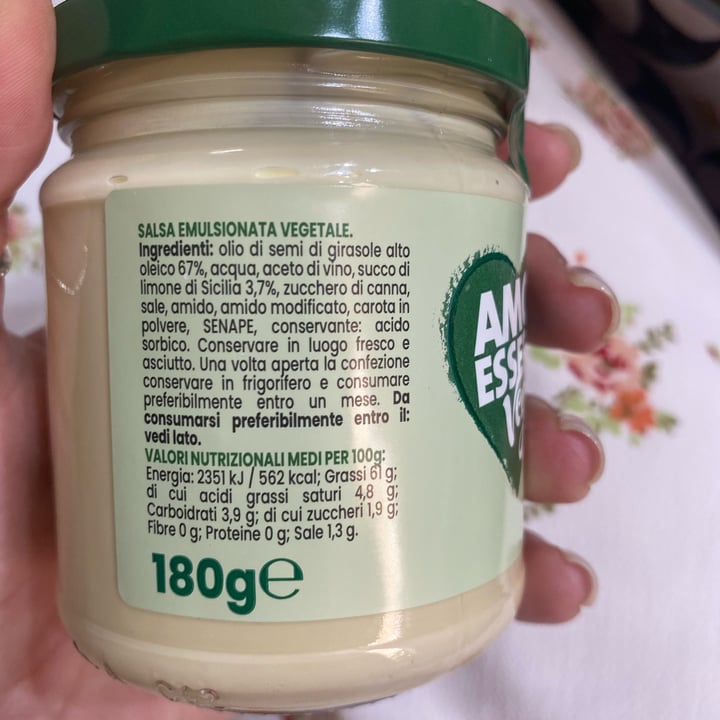 SALSA EMULSIONATA VEGETALE.
Ingredienti: olio di semi di girasole alto
oleico 67%, acqua, aceto di vino, succo di
limone di Sicilia 3,7%, zucchero di canna,
sale, amido, amido modificato, carota in
polvere, SENAPE, conservante: acido
sorbico. Conservare in luogo fresco e
asciutto. Una volta aperta la confezione
conservare in frigorifero e consumare
preferibilmente entro un mese. Da
consumarsi preferibilmente entro il:
vedi lato.
VALORI NUTRIZIONALI MEDI PER 100g:
Energia: 2351 kJ / 562 kcal; Grassi 61 g;
di cui acidi grassi saturi 4,8 g;
Carboidrati 3,9 g; di cui zuccheri 1,9 g;
Fibre 0 g; Proteine 0 g; Sale 1,3 g.
180g℮